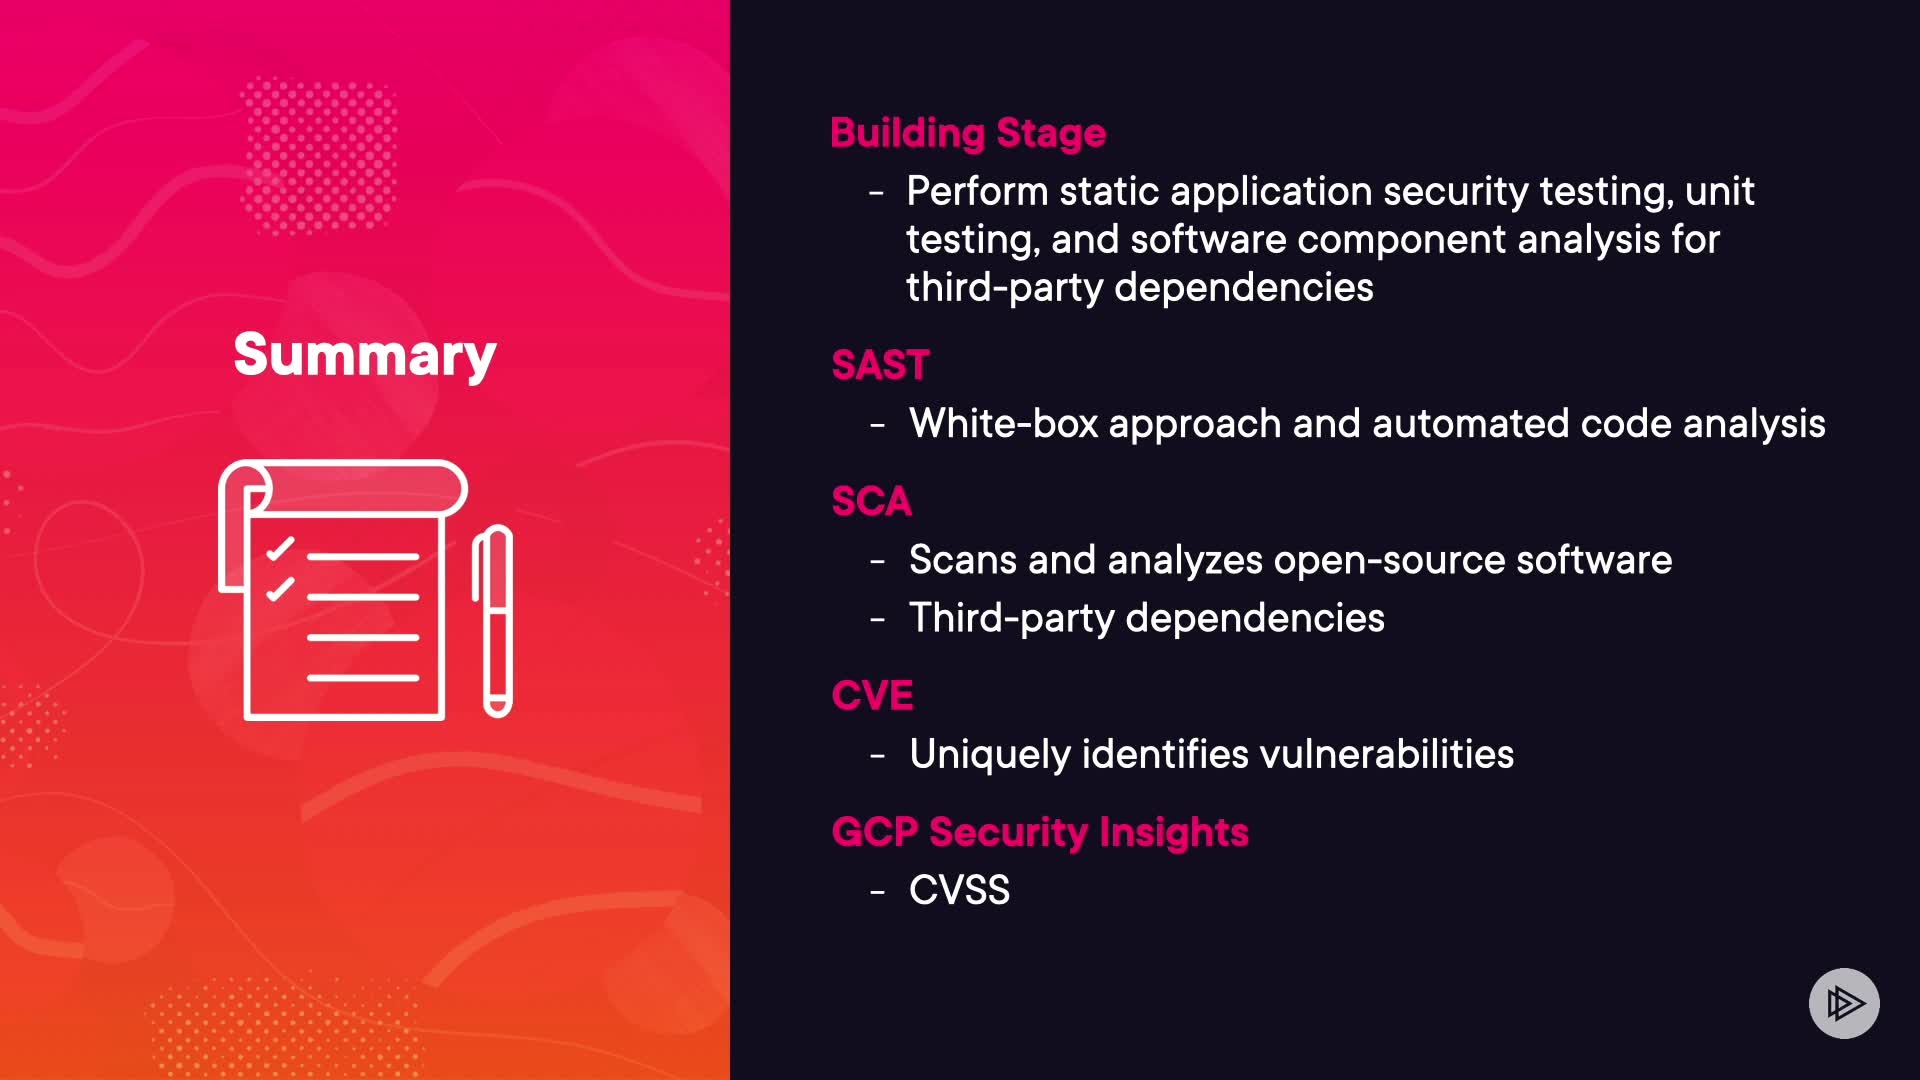 Summary
Building Stage
- Perform static application security testing, unit
testing, and software component analysis for
third-party dependencies
SAST
- White-box approach and automated code analysis
SCA
- Scans and analyzes open-source software
- Third-party dependencies
CVE
- Uniquely identifies vulnerabilities
GCP Security Insights
- CVSS